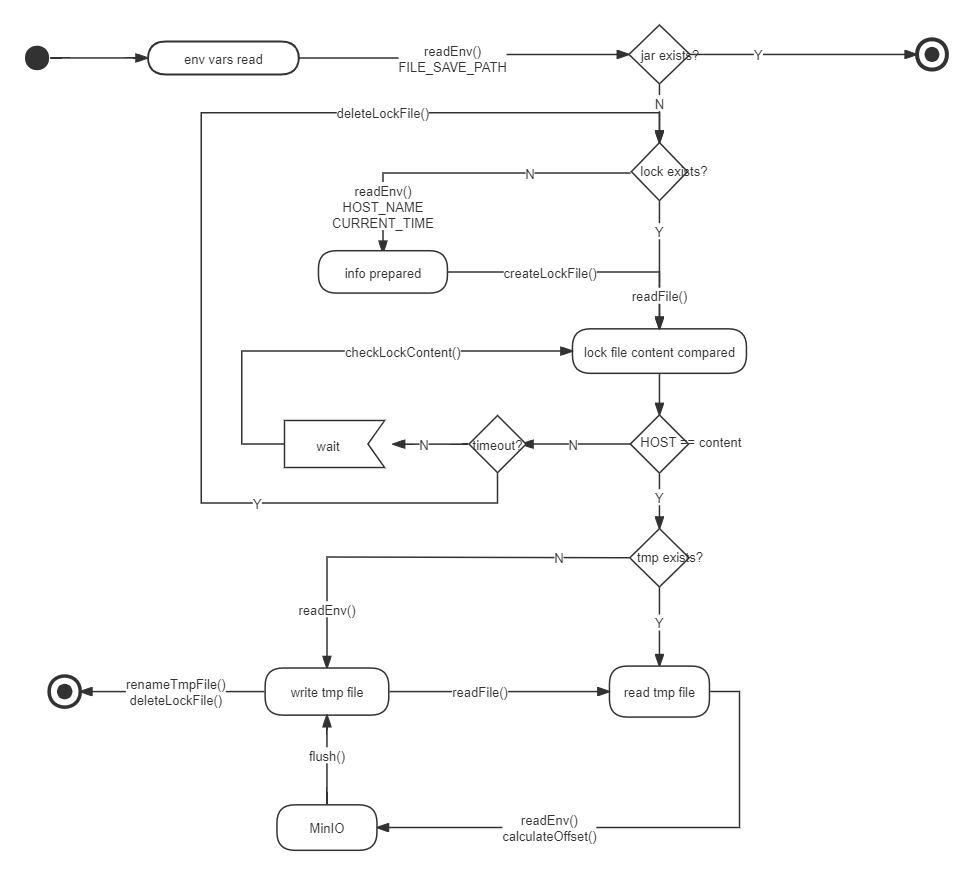 env vars read
readEnv()
FILE_SAVE_PATH
jar exists?
Y
N
deleteLockFile()
lock exists?
N
readEnv()
HOST_NAME
CURRENT_TIME
Y
info prepared
createLockFile()
readFile()
checkLockContent()
lock file content compared
wait
N
timeout?
N
HOST == content
Y
Y
N
tmp exists?
readEnv()
Y
renameTmpFile()
deleteLockFile()
write tmp file
readFile()
read tmp file
flush()
MinIO
readEnv()
calculateOffset()